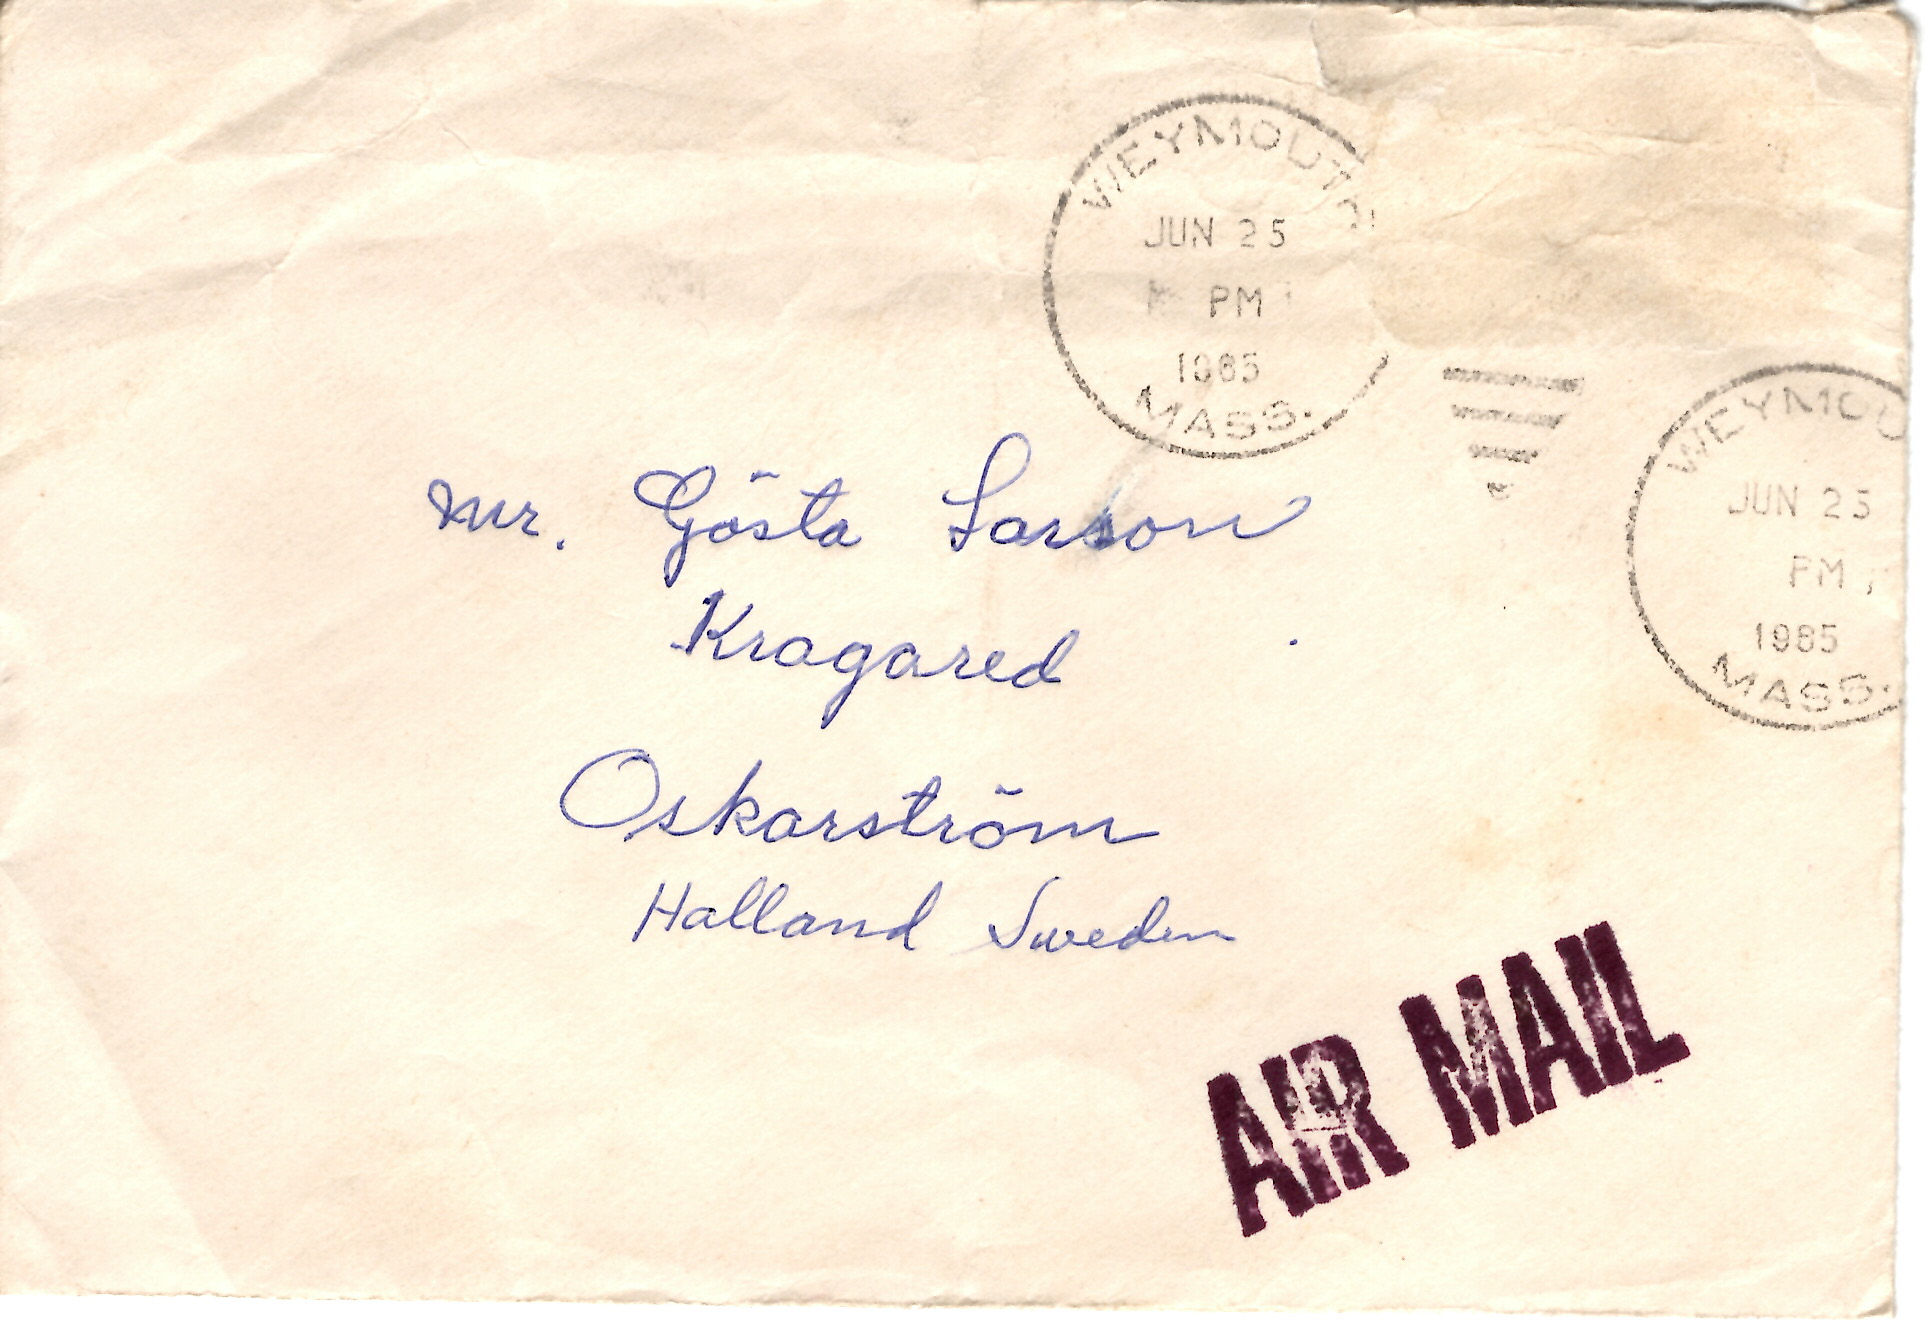 WEYMOUTH
JUN 25
PM
1965
MASS.
WEYMOU
JUN 25
PM
1965
MASS.
Mr. Gösta Larson
Kragared
Oskarström
Halland Sweden
AIR MAIL